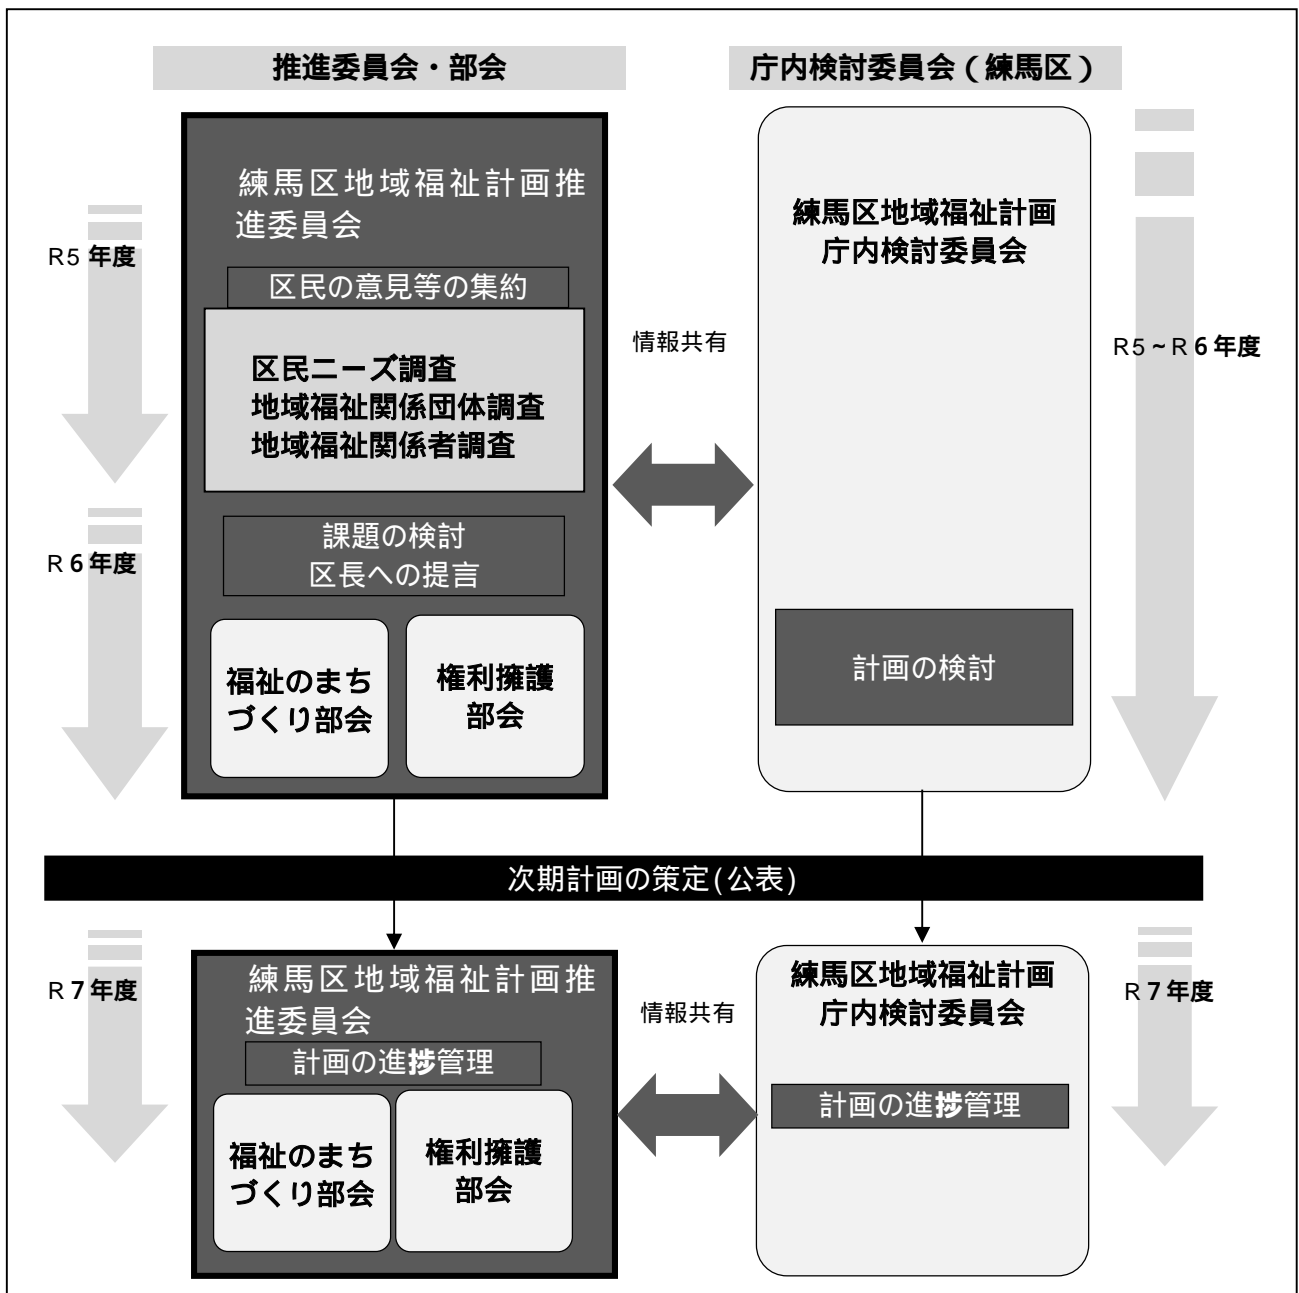 推進委員会・部会
庁内検討委員会(練馬区)
練馬区地域福祉計画推
進委員会
R5年度
区民の意見等の集約
区民ニーズ調査
地域福祉関係団体調査
地域福祉関係者調査
R6年度
課題の検討
区長への提言
福祉のまち
づくり部会
権利擁護
部会
情報共有
練馬区地域福祉計画
庁内検討委員会
R5~R6年度
計画の検討
次期計画の策定(公表)
R7年度
練馬区地域福祉計画推
進委員会
計画の進捗管理
福祉のまち
づくり部会
権利擁護
部会
情報共有
練馬区地域福祉計画
庁内検討委員会
計画の進捗管理
R7年度